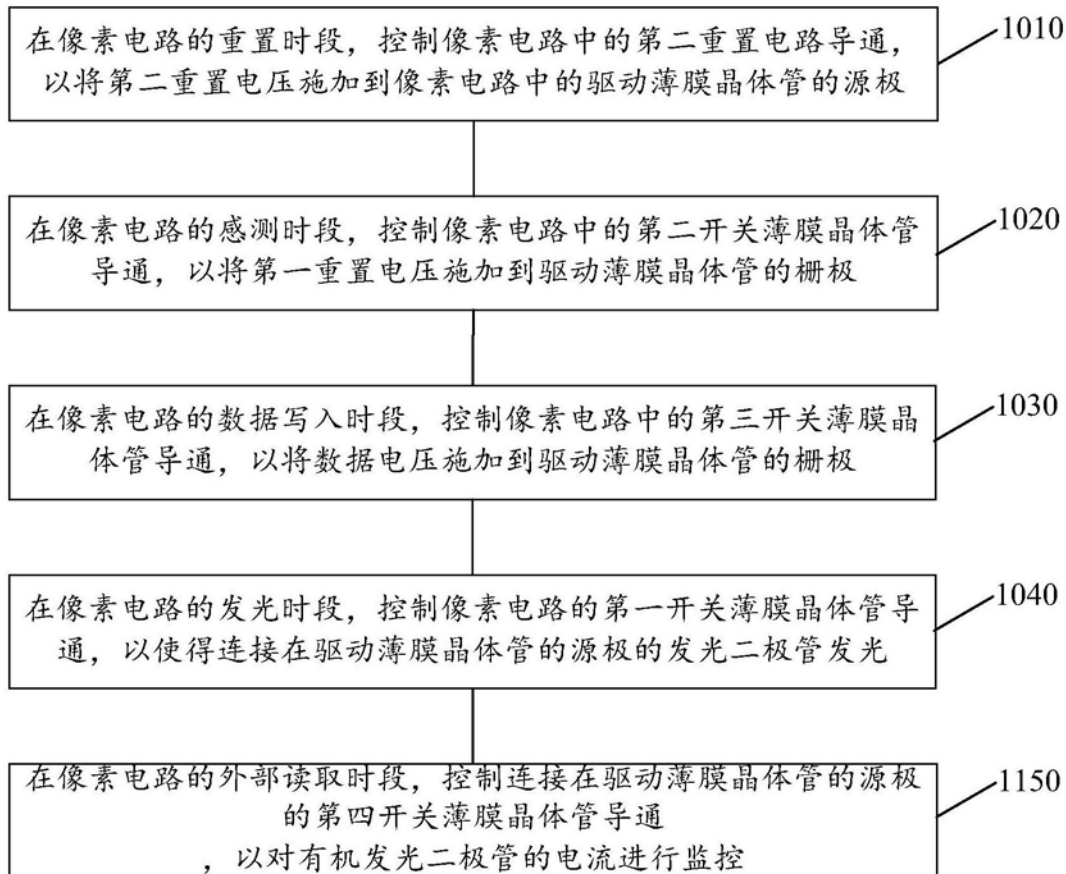 在像素电路的重置时段，控制像素电路中的第二重置电路导通，
以将第二重置电压施加到像素电路中的驱动薄膜晶体管的源极
1010
在像素电路的感测时段，控制像素电路中的第二开关薄膜晶体管
导通，以将第一重置电压施加到驱动薄膜晶体管的栅极
1020
在像素电路的数据写入时段，控制像素电路中的第三开关薄膜晶
体管导通，以将数据电压施加到驱动薄膜晶体管的栅极
1030
在像素电路的发光时段，控制像素电路的第一开关薄膜晶体管导
通，以使得连接在驱动薄膜晶体管的源极的发光二极管发光
1040
在像素电路的外部读取时段，控制连接在驱动薄膜晶体管的源极
的第四开关薄膜晶体管导通
，以对有机发光二极管的电流进行监控
1150